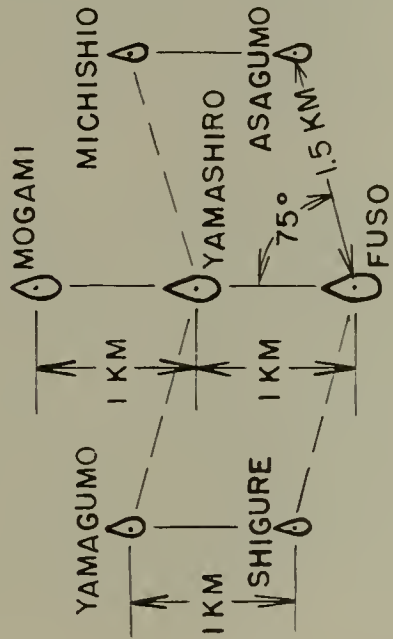 MOGAMI
YAMAGUMO
MICHISHIO
1 KM
YAMASHIRO
1 KM
1 KM
SHIGURE
ASAGUMO
75°
1.5 KM
FUSO